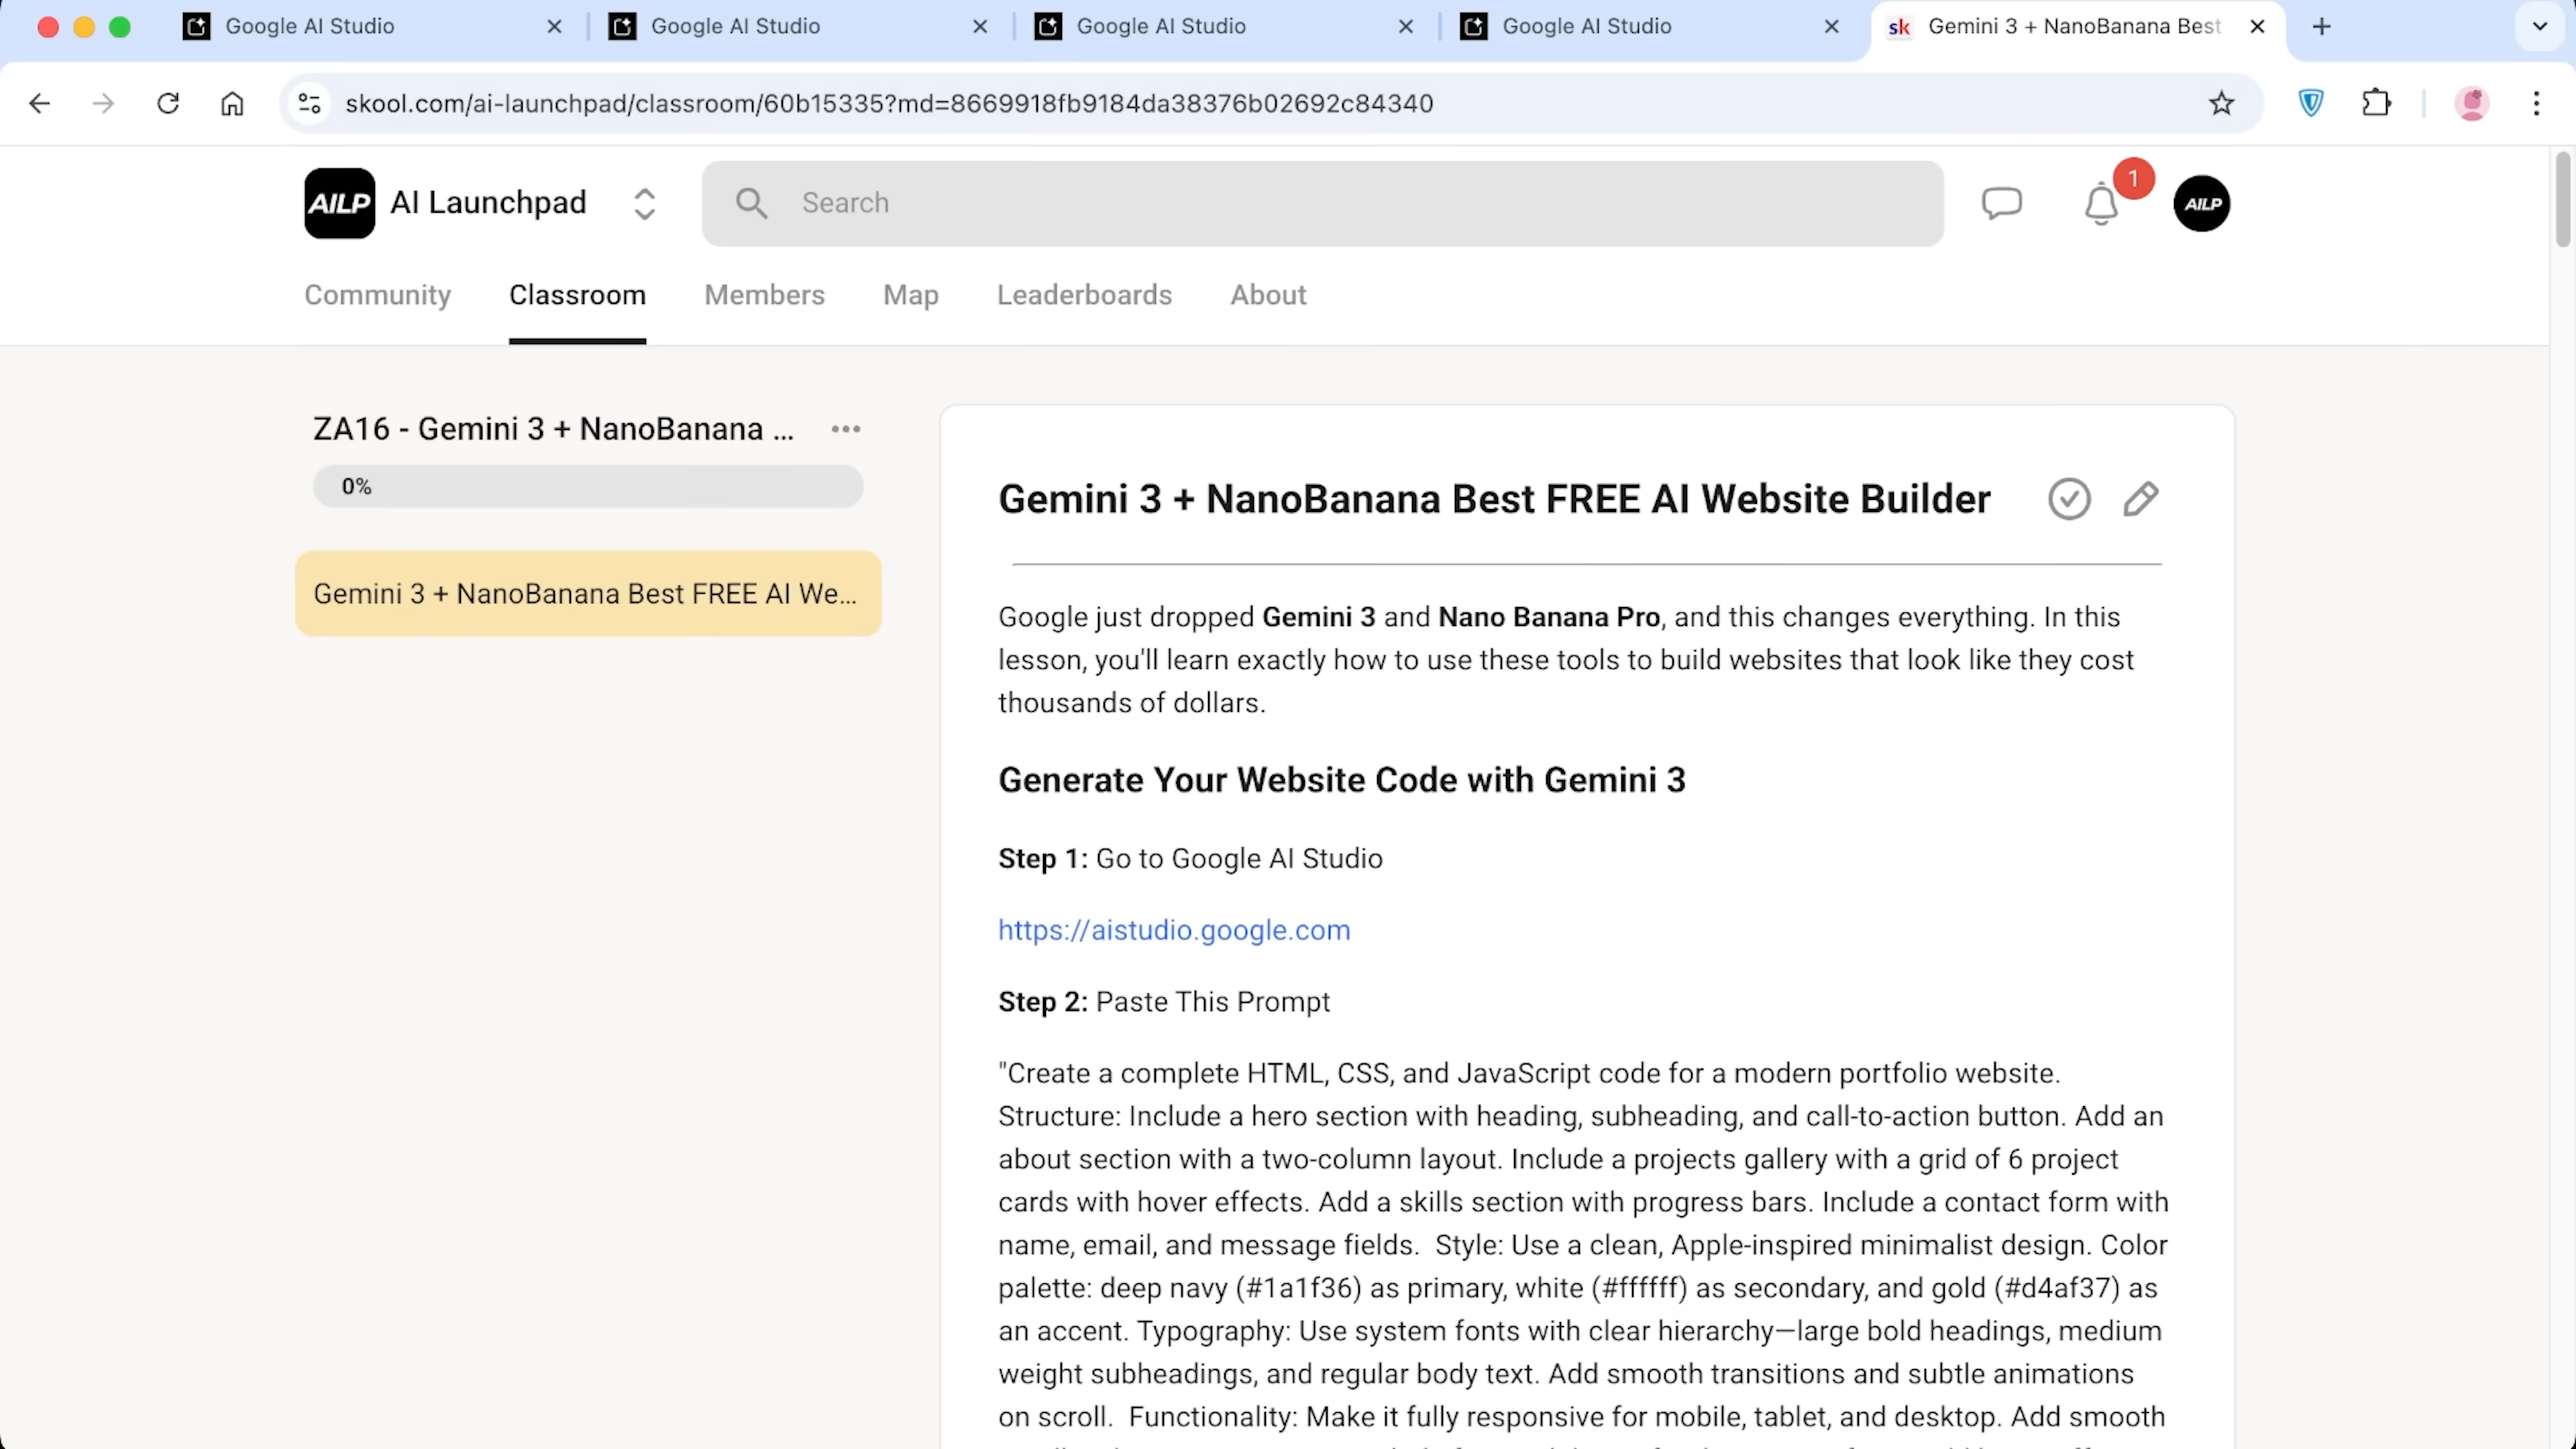 Google AI Studio
Google AI Studio
Google AI Studio
Google AI Studio
sk
Gemini 3 + NanoBanana Best
skool.com/ai-launchpad/classroom/60b15335?md=8669918fb9184da38376b02692c84340
AILP
AI Launchpad
Search
1
AILP
Community
Classroom
Members
Map
Leaderboards
About
ZA16 - Gemini 3 + NanoBanana ...
0%
Gemini 3 + NanoBanana Best FREE AI We...
Gemini 3 + NanoBanana Best FREE AI Website Builder
Google just dropped Gemini 3 and Nano Banana Pro, and this changes everything. In this
lesson, you'll learn exactly how to use these tools to build websites that look like they cost
thousands of dollars.
Generate Your Website Code with Gemini 3
Step 1: Go to Google AI Studio
https://aistudio.google.com
Step 2: Paste This Prompt
"Create a complete HTML, CSS, and JavaScript code for a modern portfolio website.
Structure: Include a hero section with heading, subheading, and call-to-action button. Add an
about section with a two-column layout. Include a projects gallery with a grid of 6 project
cards with hover effects. Add a skills section with progress bars. Include a contact form with
name, email, and message fields.  Style: Use a clean, Apple-inspired minimalist design. Color
palette: deep navy (#1a1f36) as primary, white (#ffffff) as secondary, and gold (#d4af37) as
an accent. Typography: Use system fonts with clear hierarchy—large bold headings, medium
weight subheadings, and regular body text. Add smooth transitions and subtle animations
on scroll.  Functionality: Make it fully responsive for mobile, tablet, and desktop. Add smooth